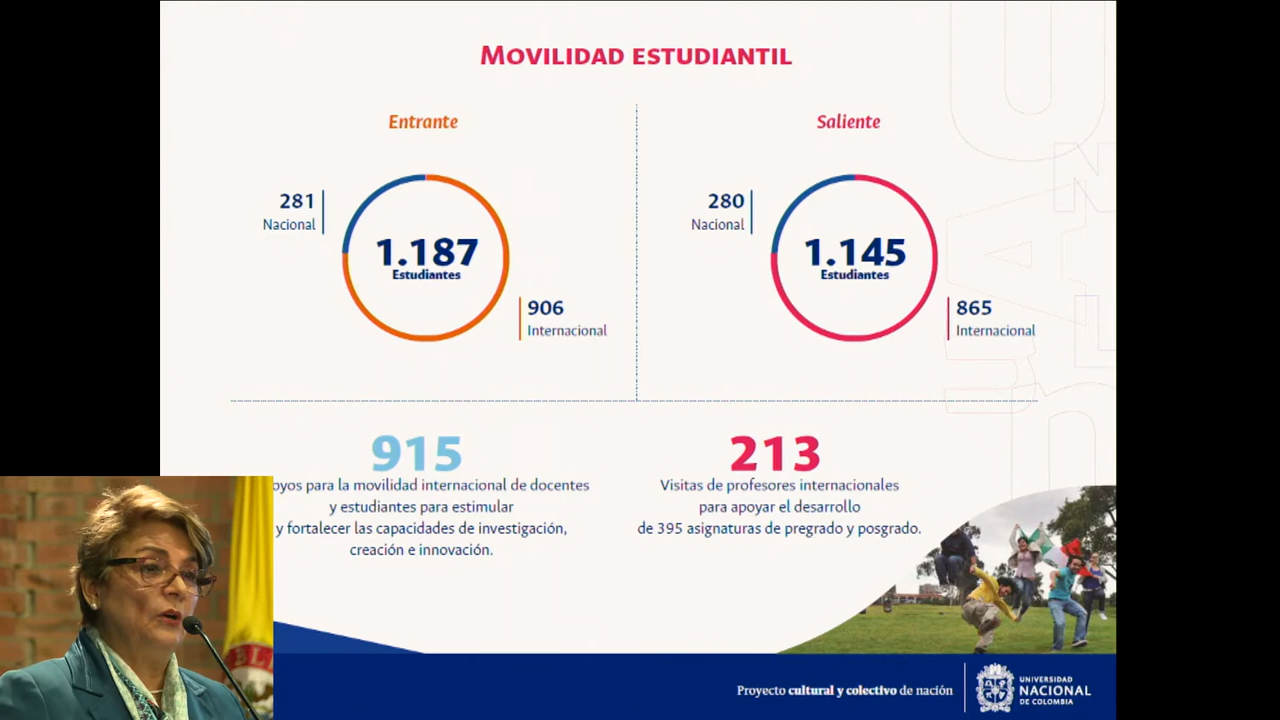 MOVILIDAD ESTUDIANTIL
Entrante
281
Nacional
1.187
Estudiantes
906
Internacional
Saliente
280
Nacional
1.145
Estudiantes
865
Internacional
915
para la movilidad internacional de docentes
y estudiantes para estimular
y fortalecer las capacidades de investigación,
creación e innovación.
213
Visitas de profesores internacionales
para apoyar el desarrollo
de 395 asignaturas de pregrado y posgrado.
Proyecto cultural y colectivo de nación
UNIVERSIDAD
NACIONAL
DE COLOMBIA